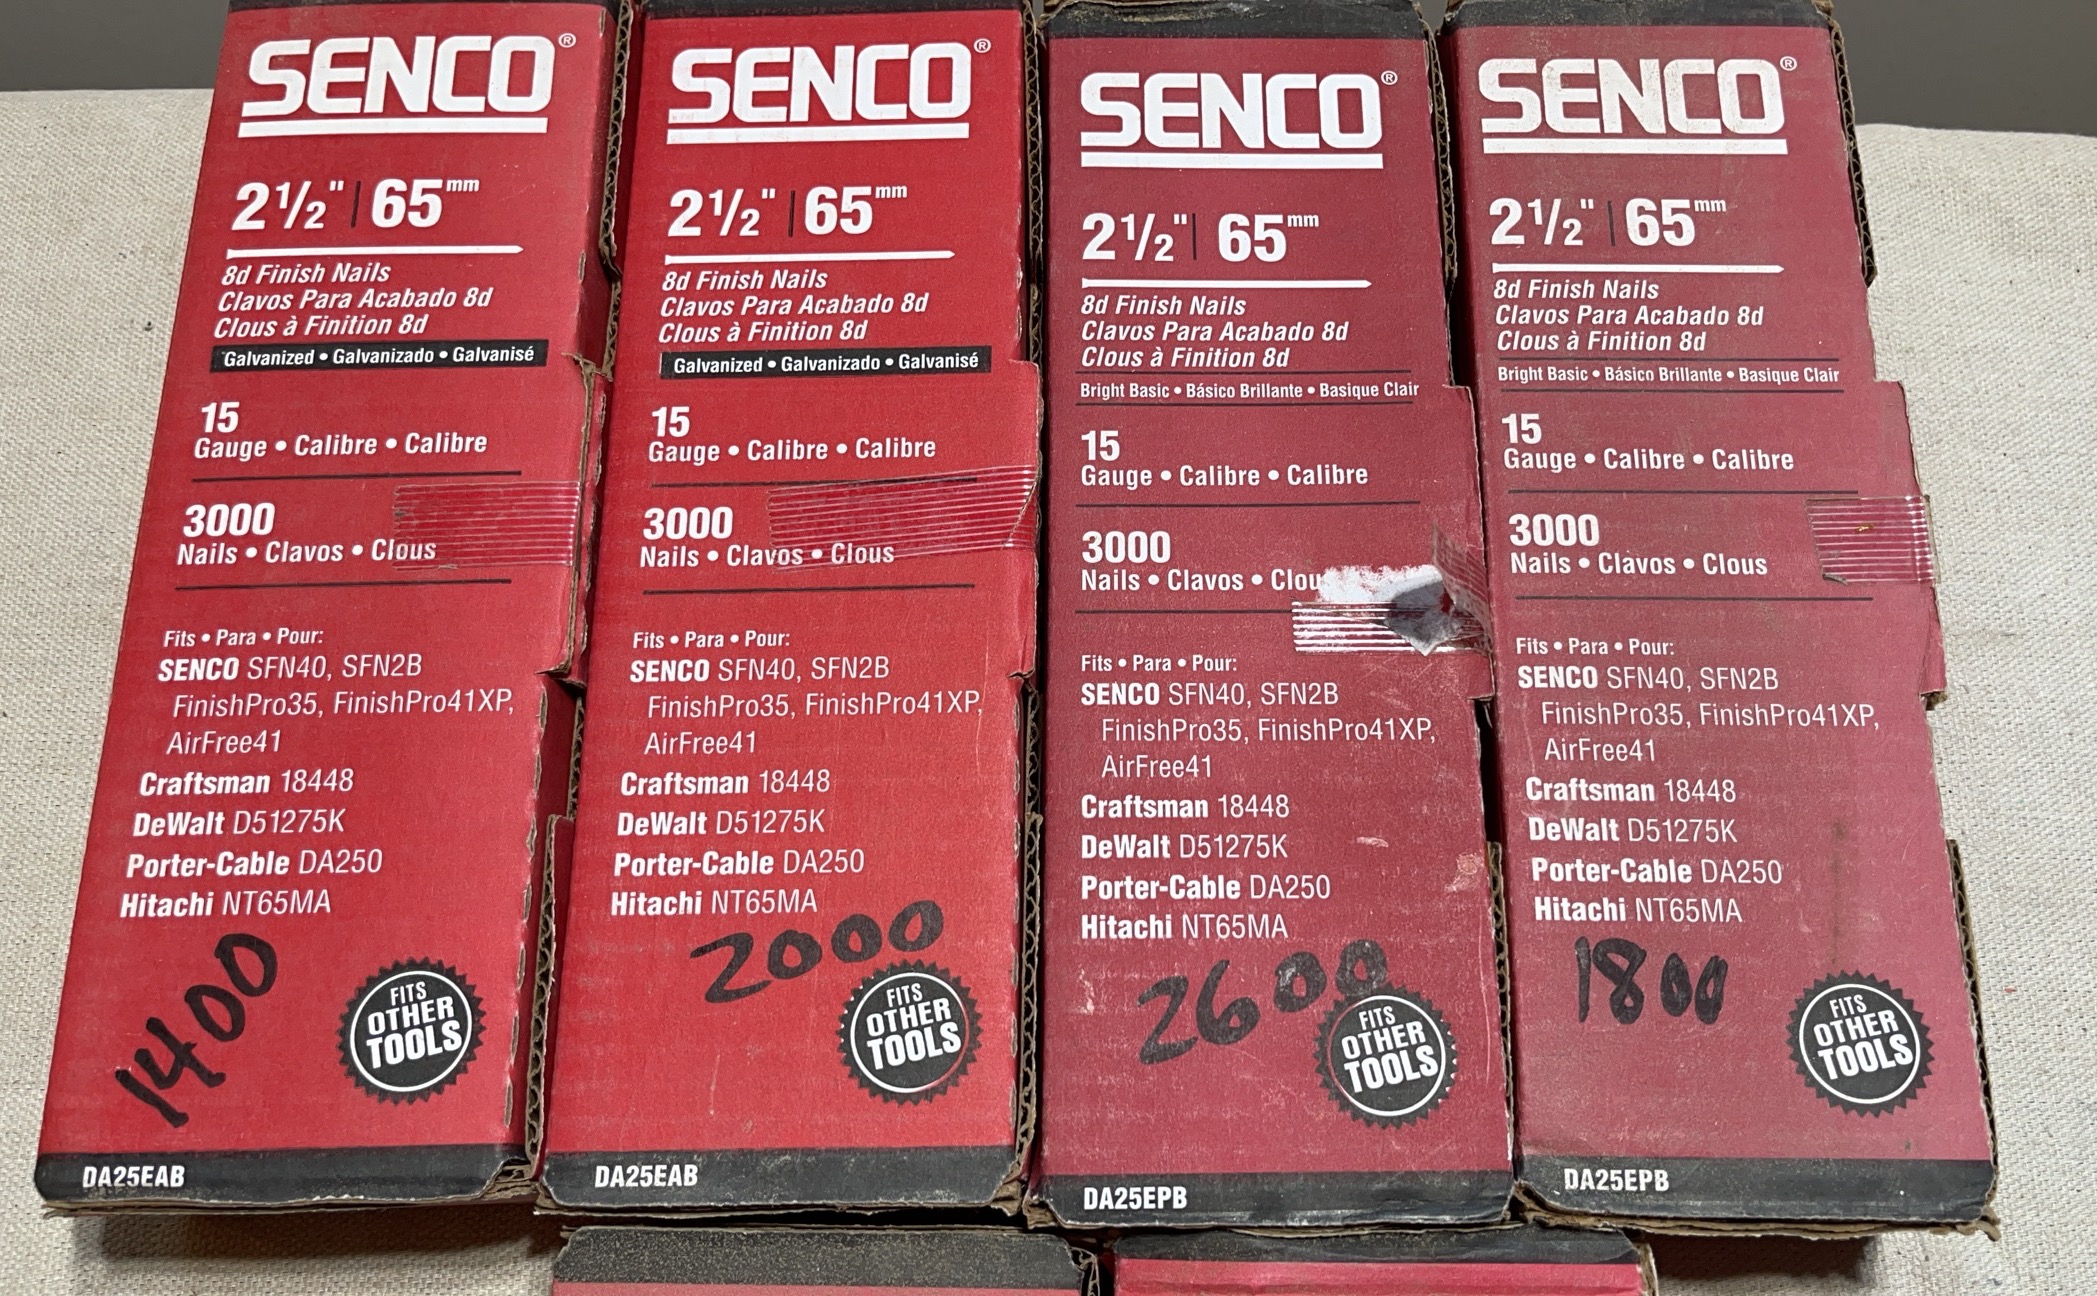 SENCO®
2 1/2" | 65 mm
8d Finish Nails
Clavos Para Acabado 8d
Clous à Finition 8d
Galvanized • Galvanizado • Galvanisé
15
Gauge • Calibre • Calibre
3000
Nails • Clavos • Clous
Fits • Para • Pour:
SENCO SFN40, SFN2B
FinishPro35, FinishPro41XP,
AirFree41
Craftsman 18448
DeWalt D51275K
Porter-Cable DA250
Hitachi NT65MA
1400
FITS
OTHER
TOOLS
DA25EAB
SENCO®
2 1/2" | 65 mm
8d Finish Nails
Clavos Para Acabado 8d
Clous à Finition 8d
Galvanized • Galvanizado • Galvanisé
15
Gauge • Calibre • Calibre
3000
Nails • Clavos • Clous
Fits • Para • Pour:
SENCO SFN40, SFN2B
FinishPro35, FinishPro41XP,
AirFree41
Craftsman 18448
DeWalt D51275K
Porter-Cable DA250
Hitachi NT65MA
2000
FITS
OTHER
TOOLS
DA25EAB
SENCO®
2 1/2" | 65 mm
8d Finish Nails
Clavos Para Acabado 8d
Clous à Finition 8d
Bright Basic • Básico Brillante • Basique Clair
15
Gauge • Calibre • Calibre
3000
Nails • Clavos • Clou
Fits • Para • Pour:
SENCO SFN40, SFN2B
FinishPro35, FinishPro41XP,
AirFree41
Craftsman 18448
DeWalt D51275K
Porter-Cable DA250
Hitachi NT65MA
2600
FITS
OTHER
TOOLS
DA25EPB
SENCO®
2 1/2" | 65 mm
8d Finish Nails
Clavos Para Acabado 8d
Clous à Finition 8d
Bright Basic • Básico Brillante • Basique Clair
15
Gauge • Calibre • Calibre
3000
Nails • Clavos • Clous
Fits • Para • Pour:
SENCO SFN40, SFN2B
FinishPro35, FinishPro41XP,
AirFree41
Craftsman 18448
DeWalt D51275K
Porter-Cable DA250
Hitachi NT65MA
1800
FITS
OTHER
TOOLS
DA25EPB